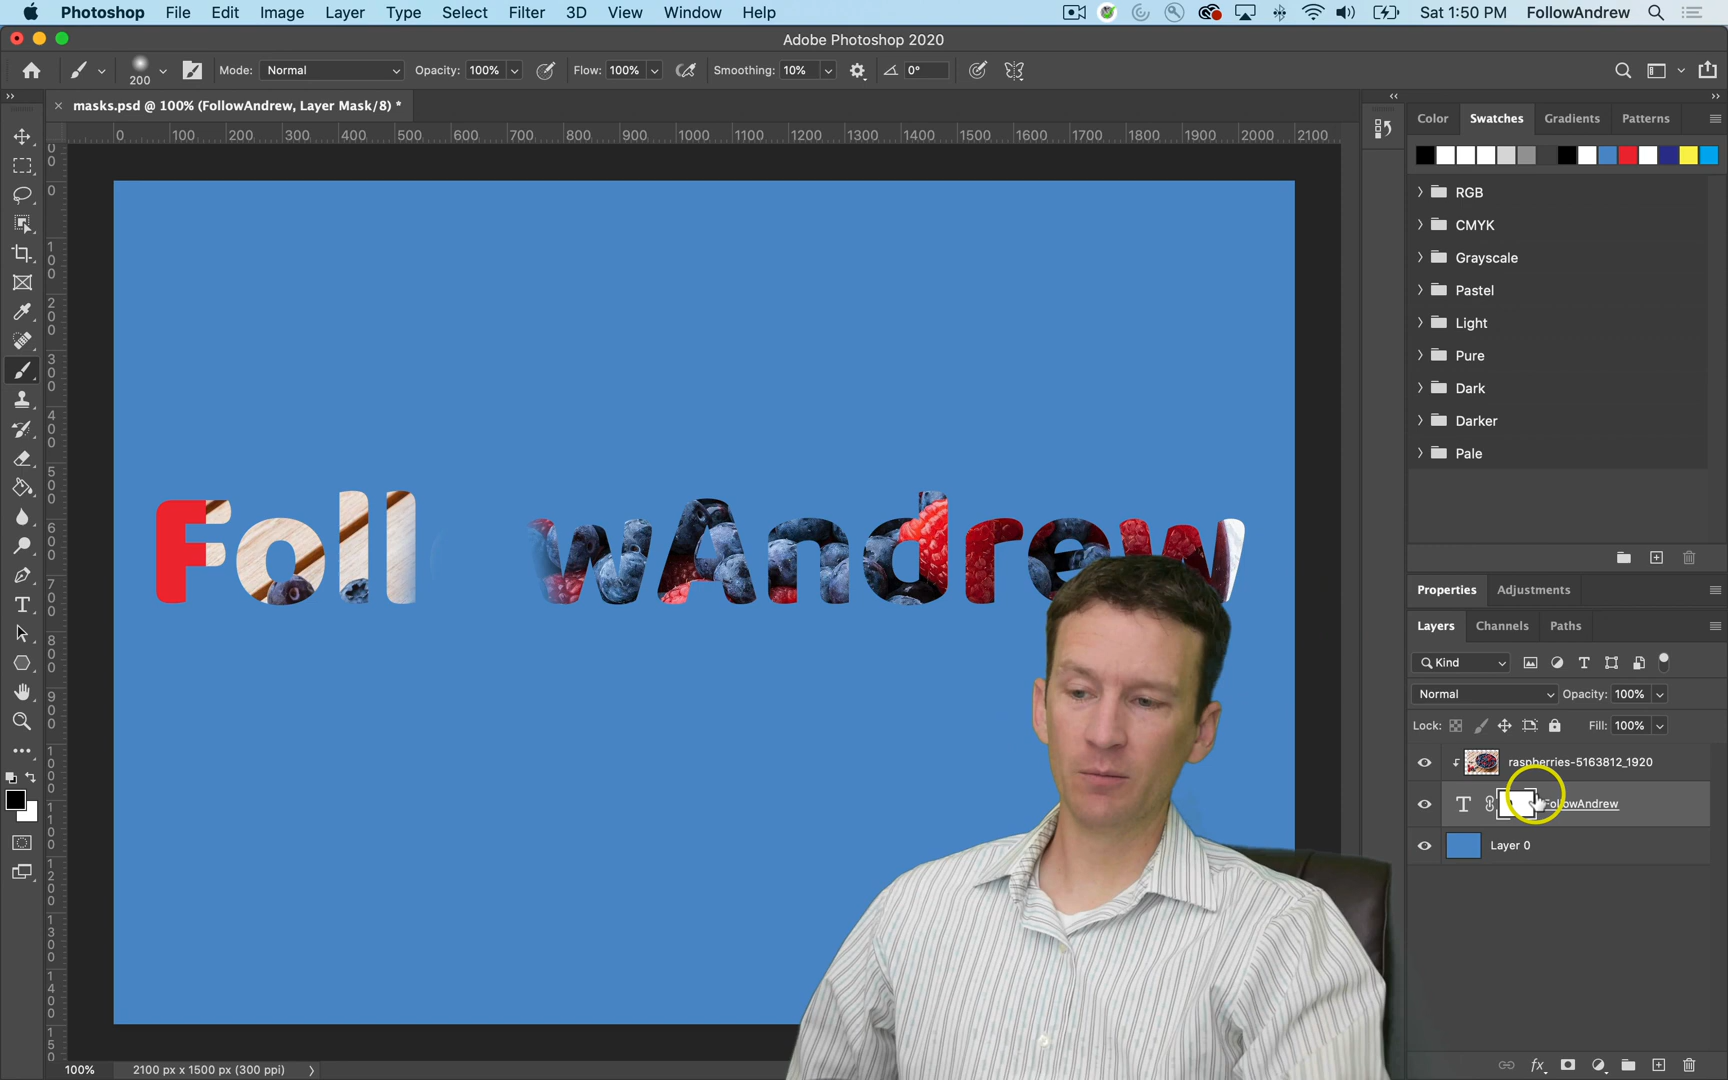 Photoshop File Edit Image Layer Type Select Filter 3D View Window Help Sat 1:50 PM FollowAndrew
Adobe Photoshop 2020
200 Mode: Normal Opacity: 100% Flow: 100% Smoothing: 10% 0°
masks.psd @ 100% (FollowAndrew, Layer Mask/8) *
Color Swatches Gradients Patterns
0 100 200 300 400 500 600 700 800 900 1000 1100 1200 1300 1400 1500 1600 1700 1800 1900 2000 2100
RGB
CMYK
Grayscale
Pastel
Light
Pure
Dark
Darker
Pale
Foll wAndrew
Properties Adjustments
Layers Channels Paths
Kind
Normal Opacity: 100%
Lock: Fill: 100%
raspberries-5163812_1920
FollowAndrew
Layer 0
100% 2100 px x 1500 px (300 ppi)